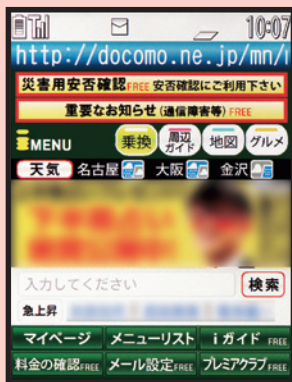 10:07
http://docomo.ne.jp/mn/
災害用安否確認FREE 安否確認にご利用下さい
重要なお知らせ(通信障害等)FREE
MENU 乗換 周辺ガイド 地図 グルメ
天気 名古屋 大阪 金沢
入力してください 検索
急上昇
マイページ メニューリスト iガイド FREE
料金の確認FREE メール設定FREE プレミアクラブFREE